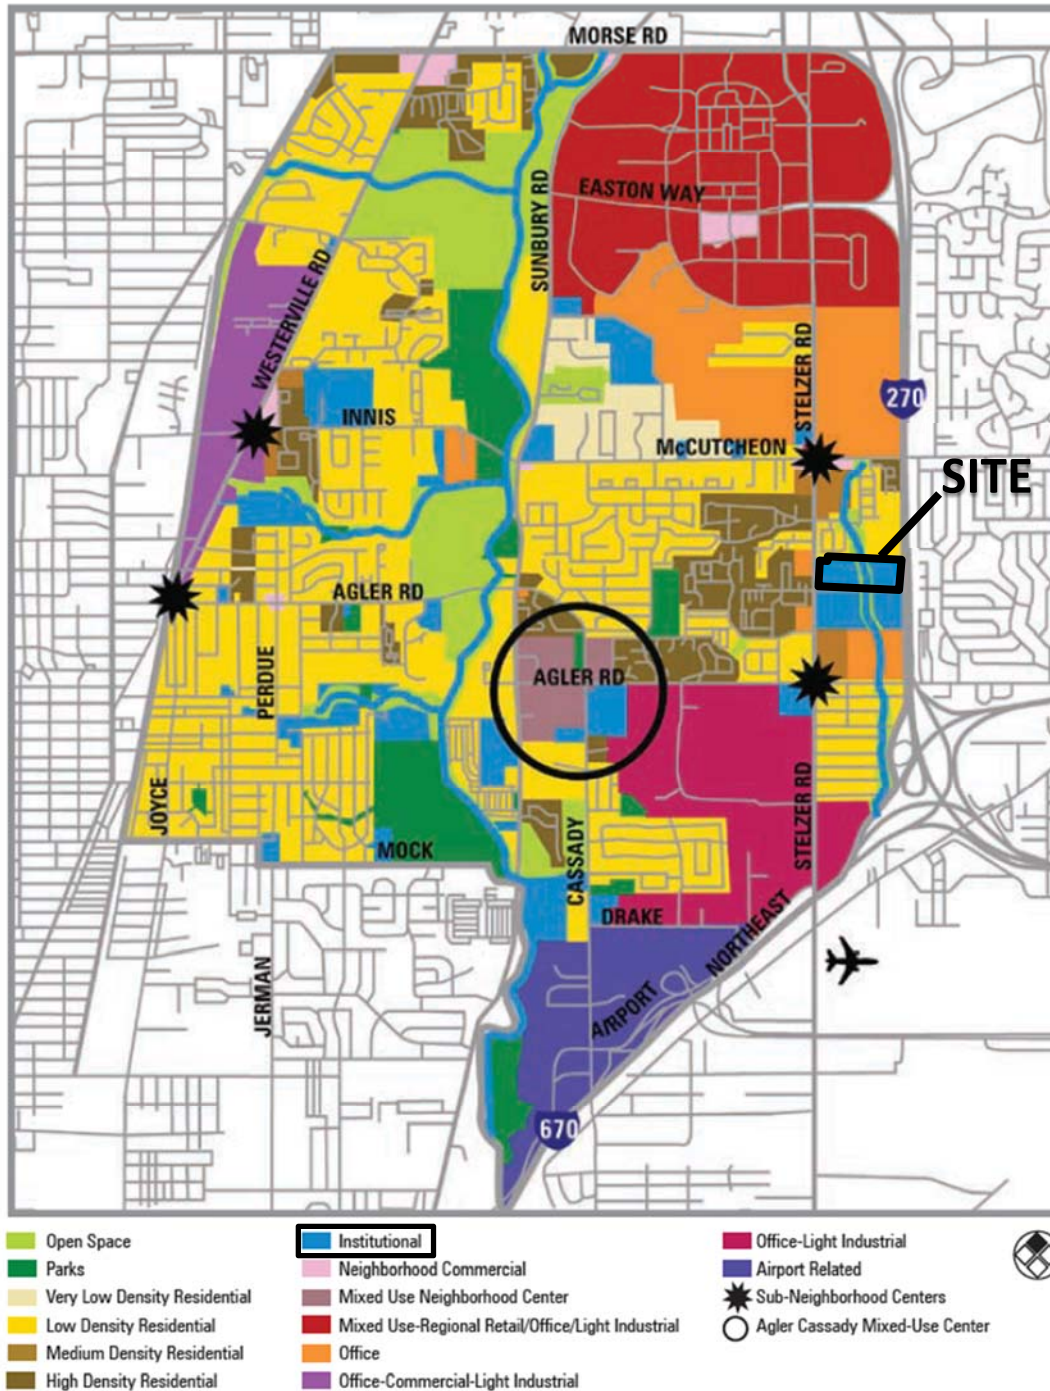 MORSE RD
SUNBURY RD
EASTON WAY
WESTERVILLE RD
STELZER RD
270
INNIS
McCUTCHEON
SITE
AGLER RD
PERDUE
AGLER RD
JOYCE
STELZER RD
MOCK
CASSADY
DRAKE
NORTHEAST
JERMAN
AIRPORT
670
Open Space
Parks
Very Low Density Residential
Low Density Residential
Medium Density Residential
High Density Residential
Institutional
Neighborhood Commercial
Mixed Use Neighborhood Center
Mixed Use-Regional Retail/Office/Light Industrial
Office
Office-Commercial-Light Industrial
Office-Light Industrial
Airport Related
Sub-Neighborhood Centers
Agler Cassady Mixed-Use Center